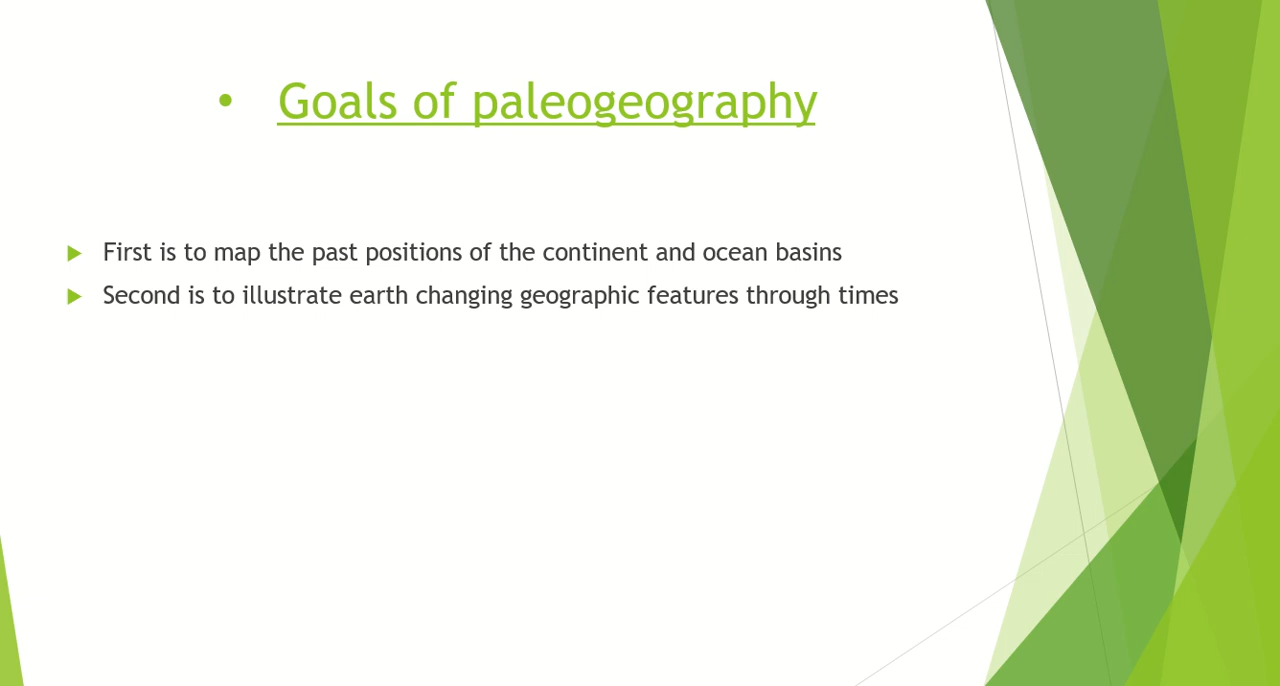 • Goals of paleogeography
First is to map the past positions of the continent and ocean basins
Second is to illustrate earth changing geographic features through times